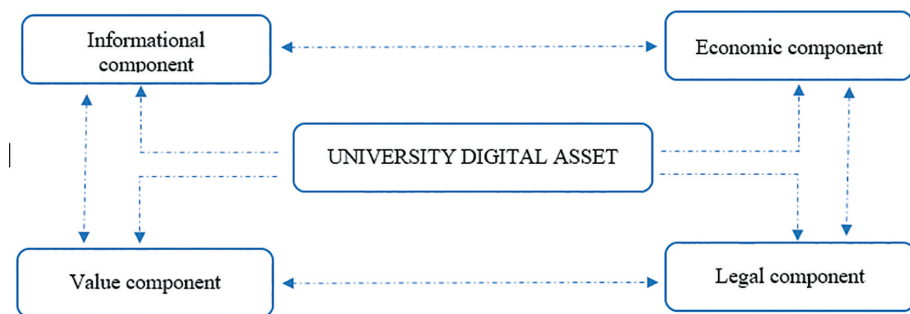 Informational
component
Economic component
UNIVERSITY DIGITAL ASSET
Value component
Legal component